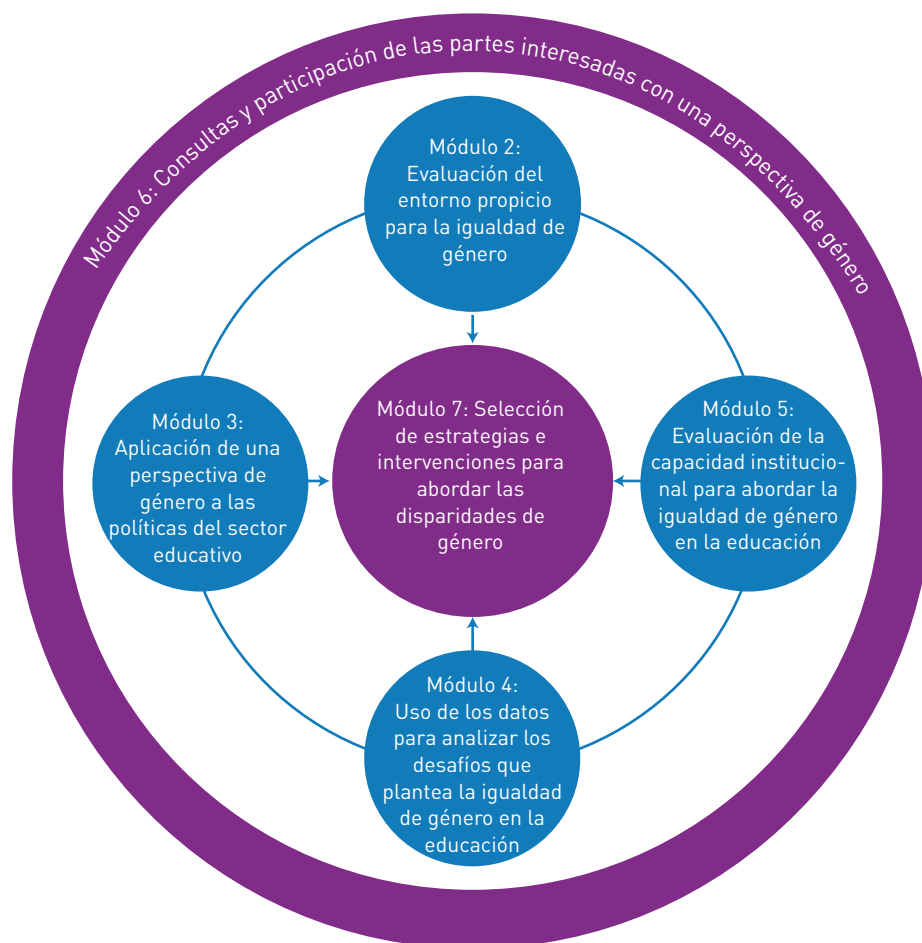 Módulo 6: Consultas y participación de las partes interesadas con una perspectiva de género
Módulo 2:
Evaluación del
entorno propicio
para la igualdad de
género
Módulo 3:
Aplicación de una
perspectiva de
género a las
políticas del sector
educativo
Módulo 7: Selección
de estrategias e
intervenciones para
abordar las
disparidades de
género
Módulo 5:
Evaluación de la
capacidad institucio-
nal para abordar la
igualdad de género
en la educación
Módulo 4:
Uso de los datos
para analizar los
desafíos que
plantea la igualdad
de género en la
educación